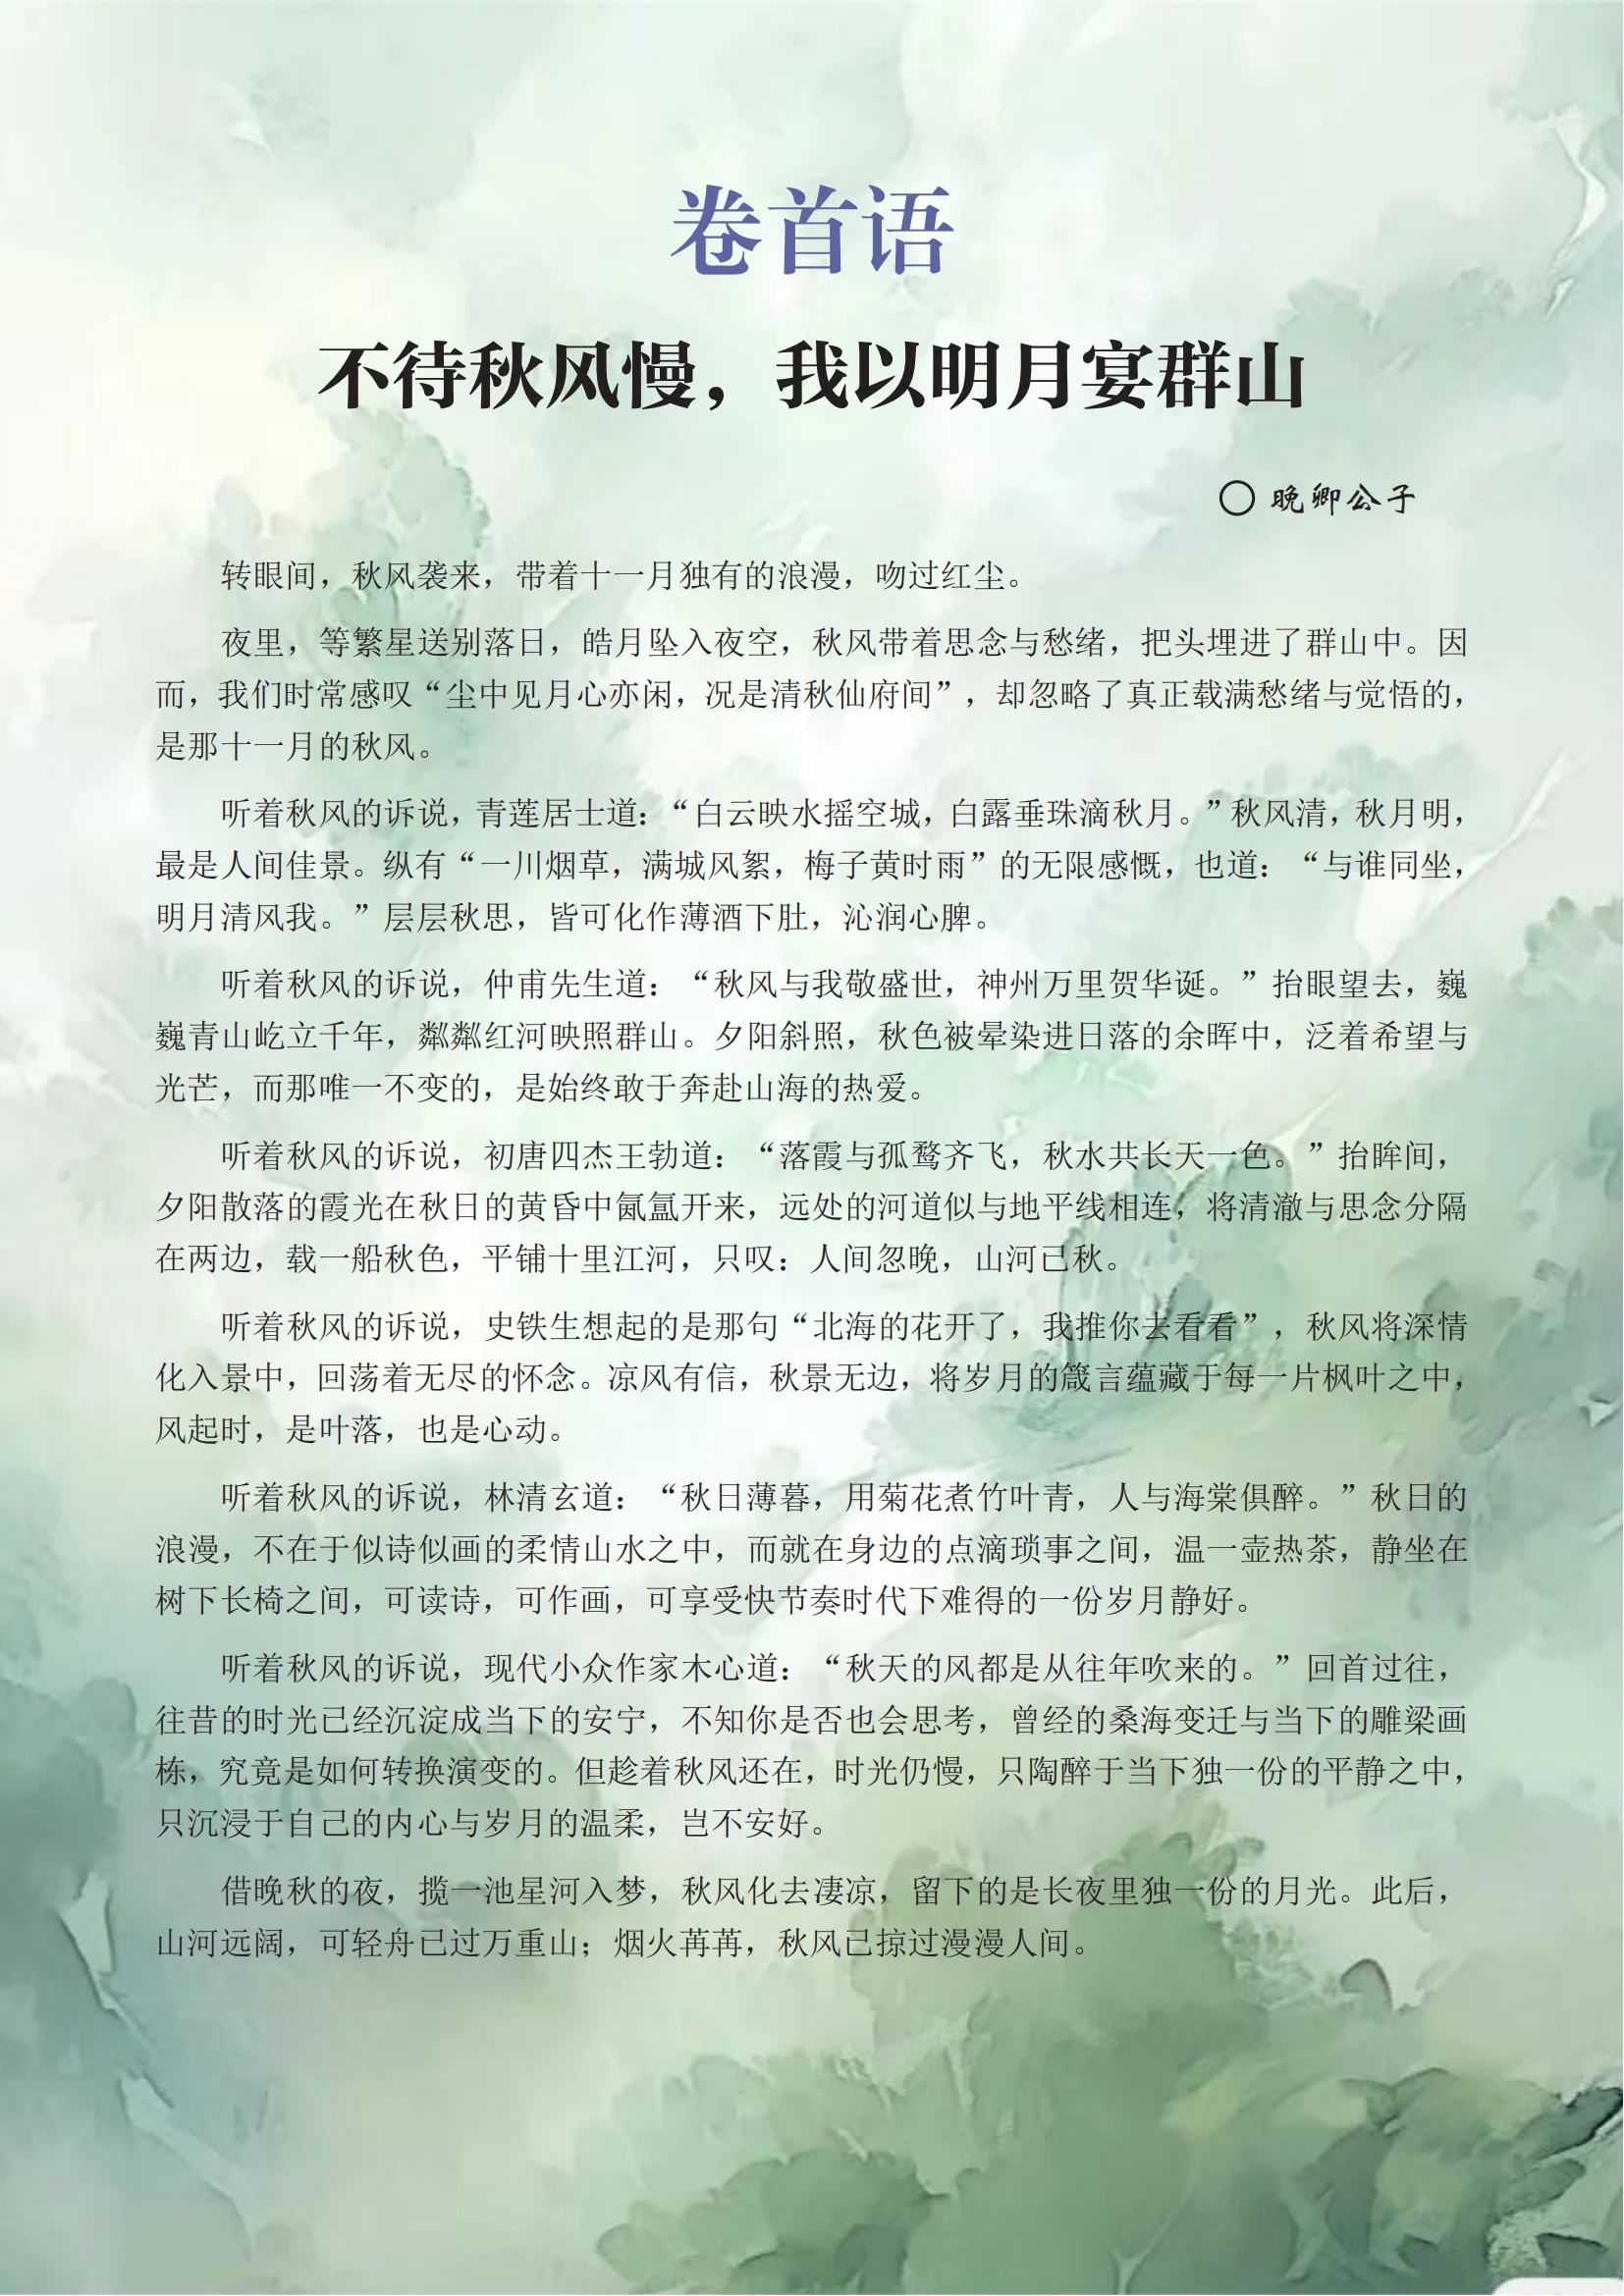 卷首语
不待秋风慢，我以明月宴群山
○ 晚卿公子
转眼间，秋风袭来，带着十一月独有的浪漫，吻过红尘。
夜里，等繁星送别落日，皓月坠入夜空，秋风带着思念与愁绪，把头埋进了群山中。因
而，我们时常感叹“尘中见月心亦闲，况是清秋仙府间”，却忽略了真正载满愁绪与觉悟的，
是那十一月的秋风。
听着秋风的诉说，青莲居士道：“白云映水摇空城，白露垂珠滴秋月。”秋风清，秋月明，
最是人间佳景。纵有“一川烟草，满城风絮，梅子黄时雨”的无限感慨，也道：“与谁同坐，
明月清风我。”层层秋思，皆可化作薄酒下肚，沁润心脾。
听着秋风的诉说，仲甫先生道：“秋风与我敬盛世，神州万里贺华诞。”抬眼望去，巍
巍青山屹立千年，粼粼红河映照群山。夕阳斜照，秋色被晕染进日落的余晖中，泛着希望与
光芒，而那唯一不变的，是始终敢于奔赴山海的热爱。
听着秋风的诉说，初唐四杰王勃道：“落霞与孤鹜齐飞，秋水共长天一色。”抬眸间，
夕阳散落的霞光在秋日的黄昏中氤氲开来，远处的河道似与地平线相连，将清澈与思念分隔
在两边，载一船秋色，平铺十里江河，只叹：人间忽晚，山河已秋。
听着秋风的诉说，史铁生想起的是那句“北海的花开了，我推你去看看”，秋风将深情
化入景中，回荡着无尽的怀念。凉风有信，秋景无边，将岁月的箴言蕴藏于每一片枫叶之中，
风起时，是叶落，也是心动。
听着秋风的诉说，林清玄道：“秋日薄暮，用菊花煮竹叶青，人与海棠俱醉。”秋日的
浪漫，不在于似诗似画的柔情山水之中，而就在身边的点滴琐事之间，温一壶热茶，静坐在
树下长椅之间，可读诗，可作画，可享受快节奏时代下难得的一份岁月静好。
听着秋风的诉说，现代小众作家木心道：“秋天的风都是从往年吹来的。”回首过往，
往昔的时光已经沉淀成当下的安宁，不知你是否也会思考，曾经的桑海变迁与当下的雕梁画
栋，究竟是如何转换演变的。但趁着秋风还在，时光仍慢，只陶醉于当下独一份的平静之中，
只沉浸于自己的内心与岁月的温柔，岂不安好。
借晚秋的夜，揽一池星河入梦，秋风化去凄凉，留下的是长夜里独一份的月光。此后，
山河远阔，可轻舟已过万重山；烟火苒苒，秋风已掠过漫漫人间。